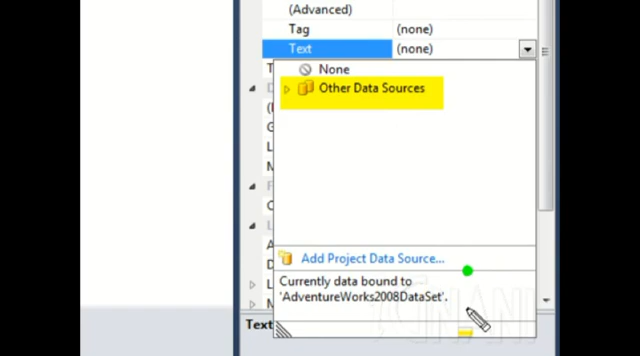 (Advanced)
Tag (none)
Text (none)
T
None
D
Other Data Sources
(
G
L
M
F
C
L
A
Add Project Data Source...
D
L
Currently data bound to
'AdventureWorks2008DataSet'.
M
Text